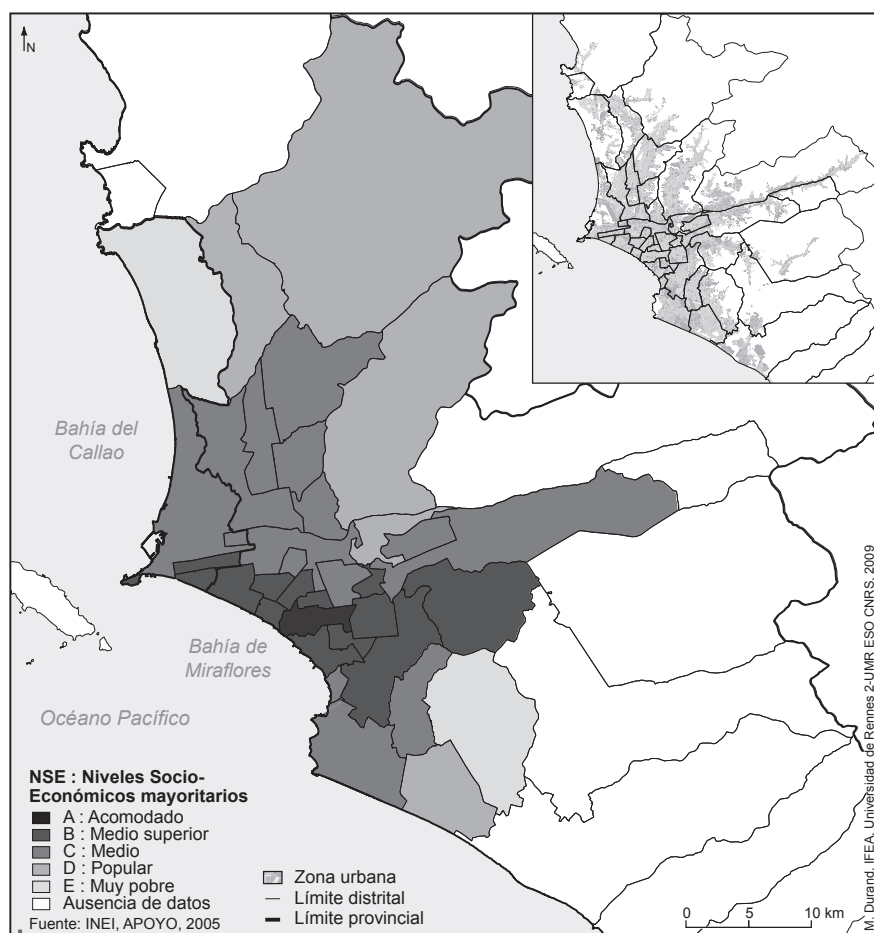 N
Bahía del
Callao
Bahía de
Miraflores
Océano Pacífico
NSE : Niveles Socio-
Económicos mayoritarios
A : Acomodado
B : Medio superior
C : Medio
D : Popular
E : Muy pobre
Ausencia de datos
Fuente: INEI, APOYO, 2005
Zona urbana
Límite distrital
Límite provincial
0 5 10 km
M. Durand. IFEA. Universidad de Rennes 2-UMR ESO CNRS, 2009